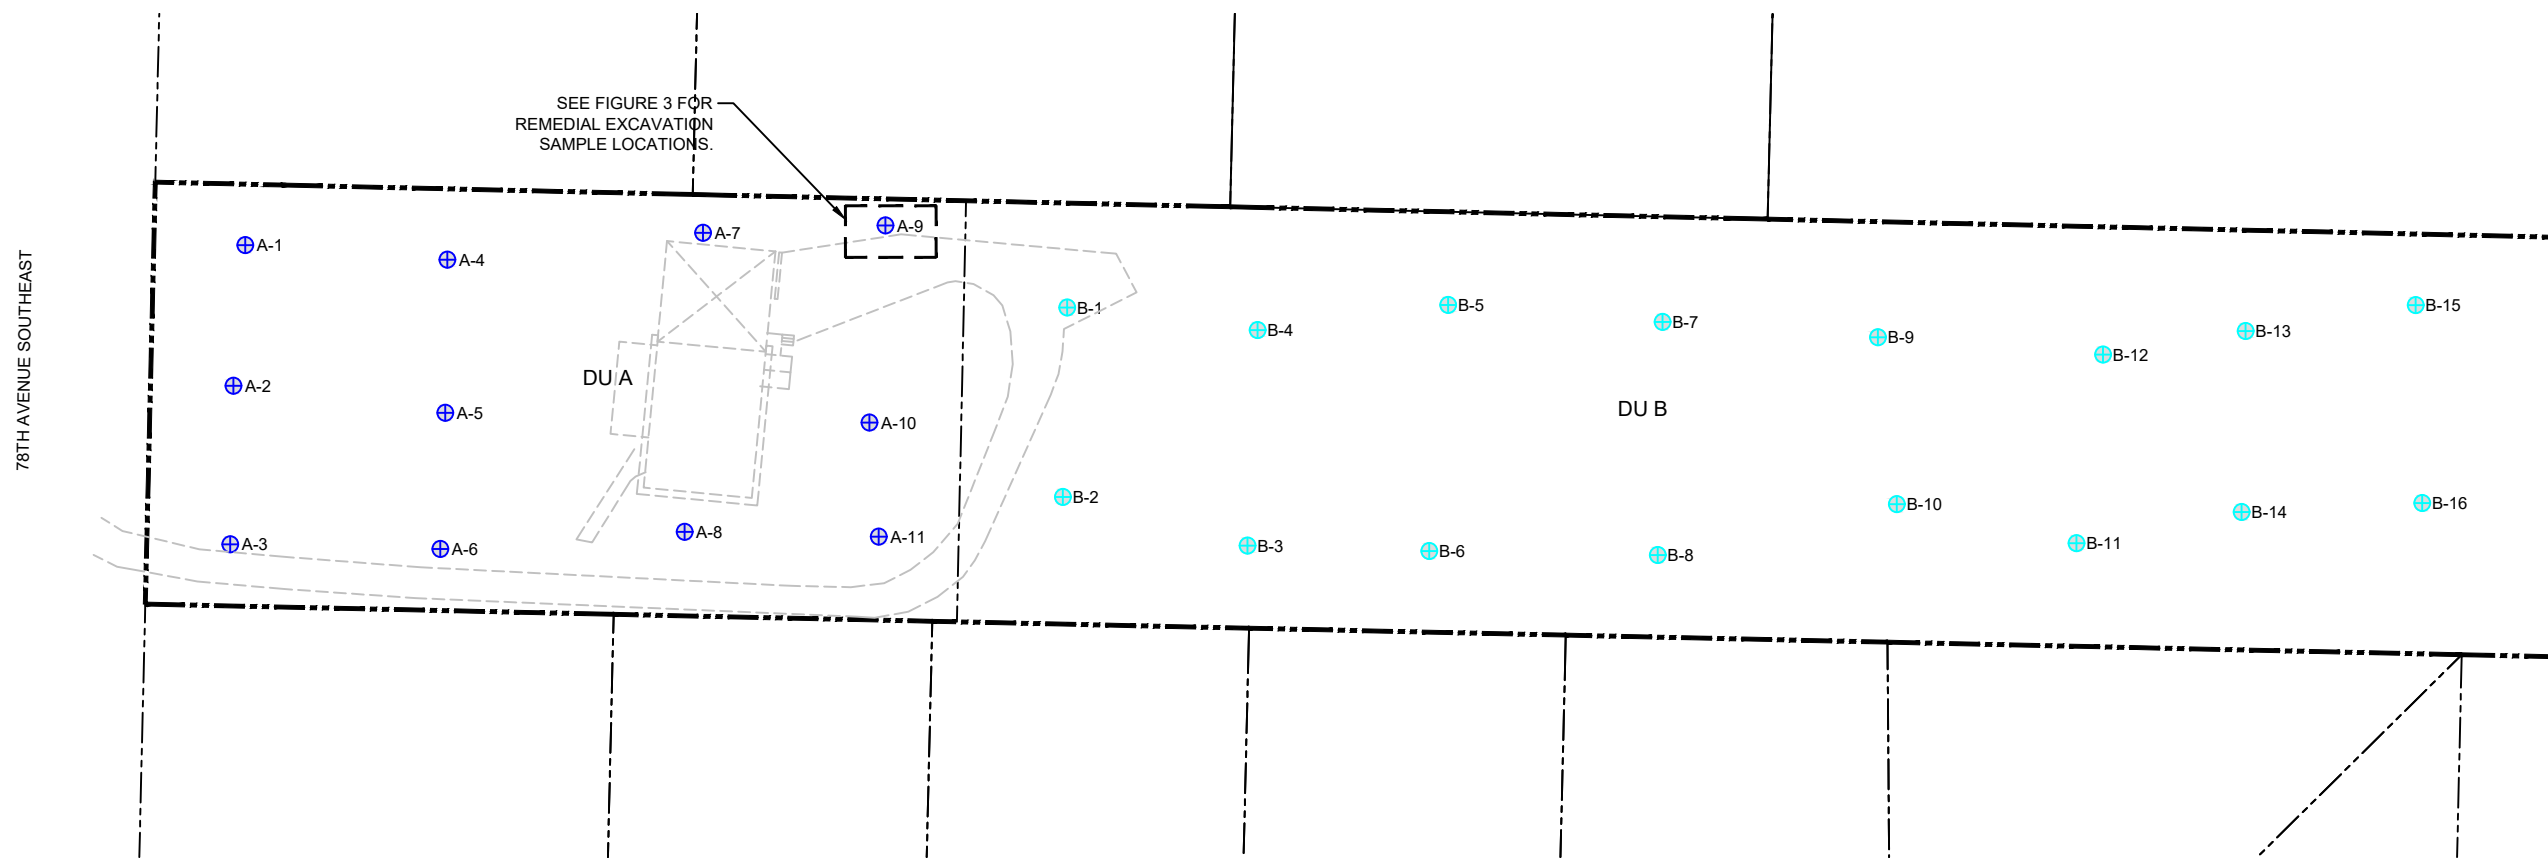 SEE FIGURE 3 FOR
REMEDIAL EXCAVATION
SAMPLE LOCATIONS.
78TH AVENUE SOUTHEAST
A-1
A-4
A-7
A-9
A-2
A-5
DU A
A-10
A-3
A-6
A-8
A-11
B-1
B-4
B-5
B-7
B-9
B-12
B-13
B-15
DU B
B-2
B-3
B-6
B-8
B-10
B-11
B-14
B-16